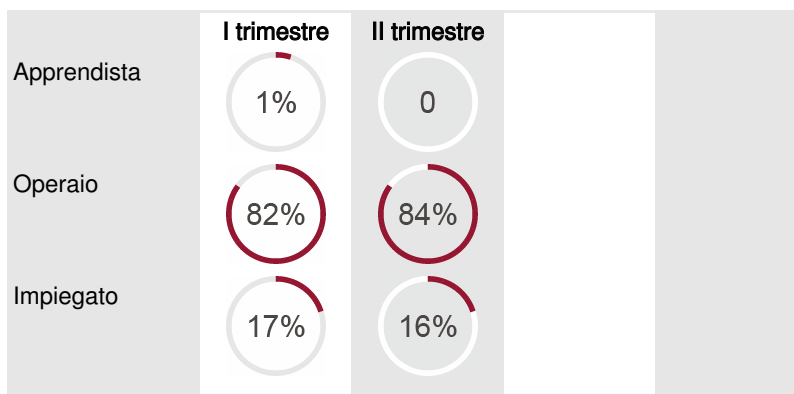 I trimestre II trimestre
Apprendista 1% 0
Operaio 82% 84%
Impiegato 17% 16%